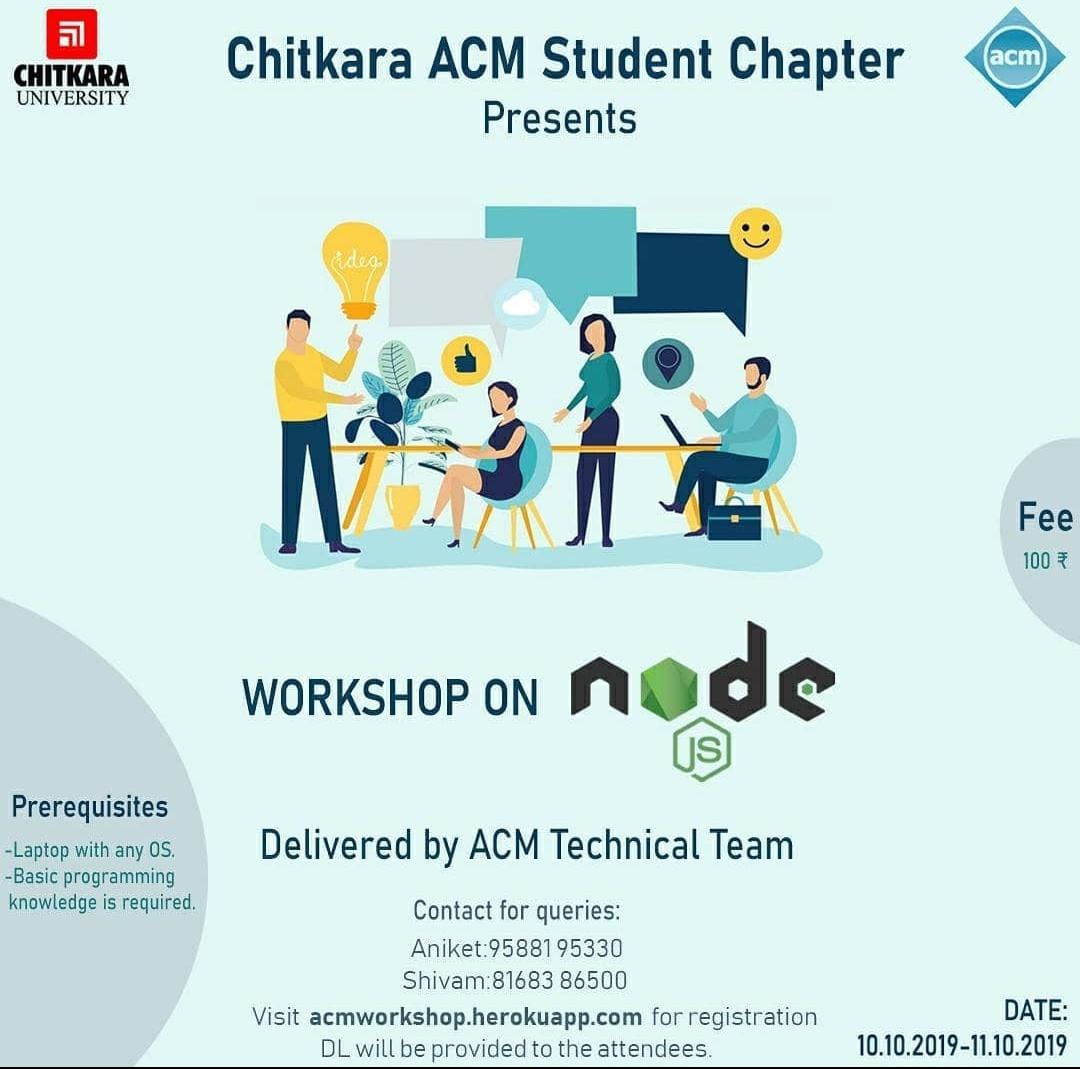 CHITKARA
UNIVERSITY
Chitkara ACM Student Chapter
Presents
acm
idea
Fee
100 ₹
WORKSHOP ON node
JS
Prerequisites
-Laptop with any OS.
-Basic programming
knowledge is required.
Delivered by ACM Technical Team
Contact for queries:
Aniket:95881 95330
Shivam:81683 86500
Visit acmworkshop.herokuapp.com for registration
DL will be provided to the attendees.
DATE:
10.10.2019-11.10.2019